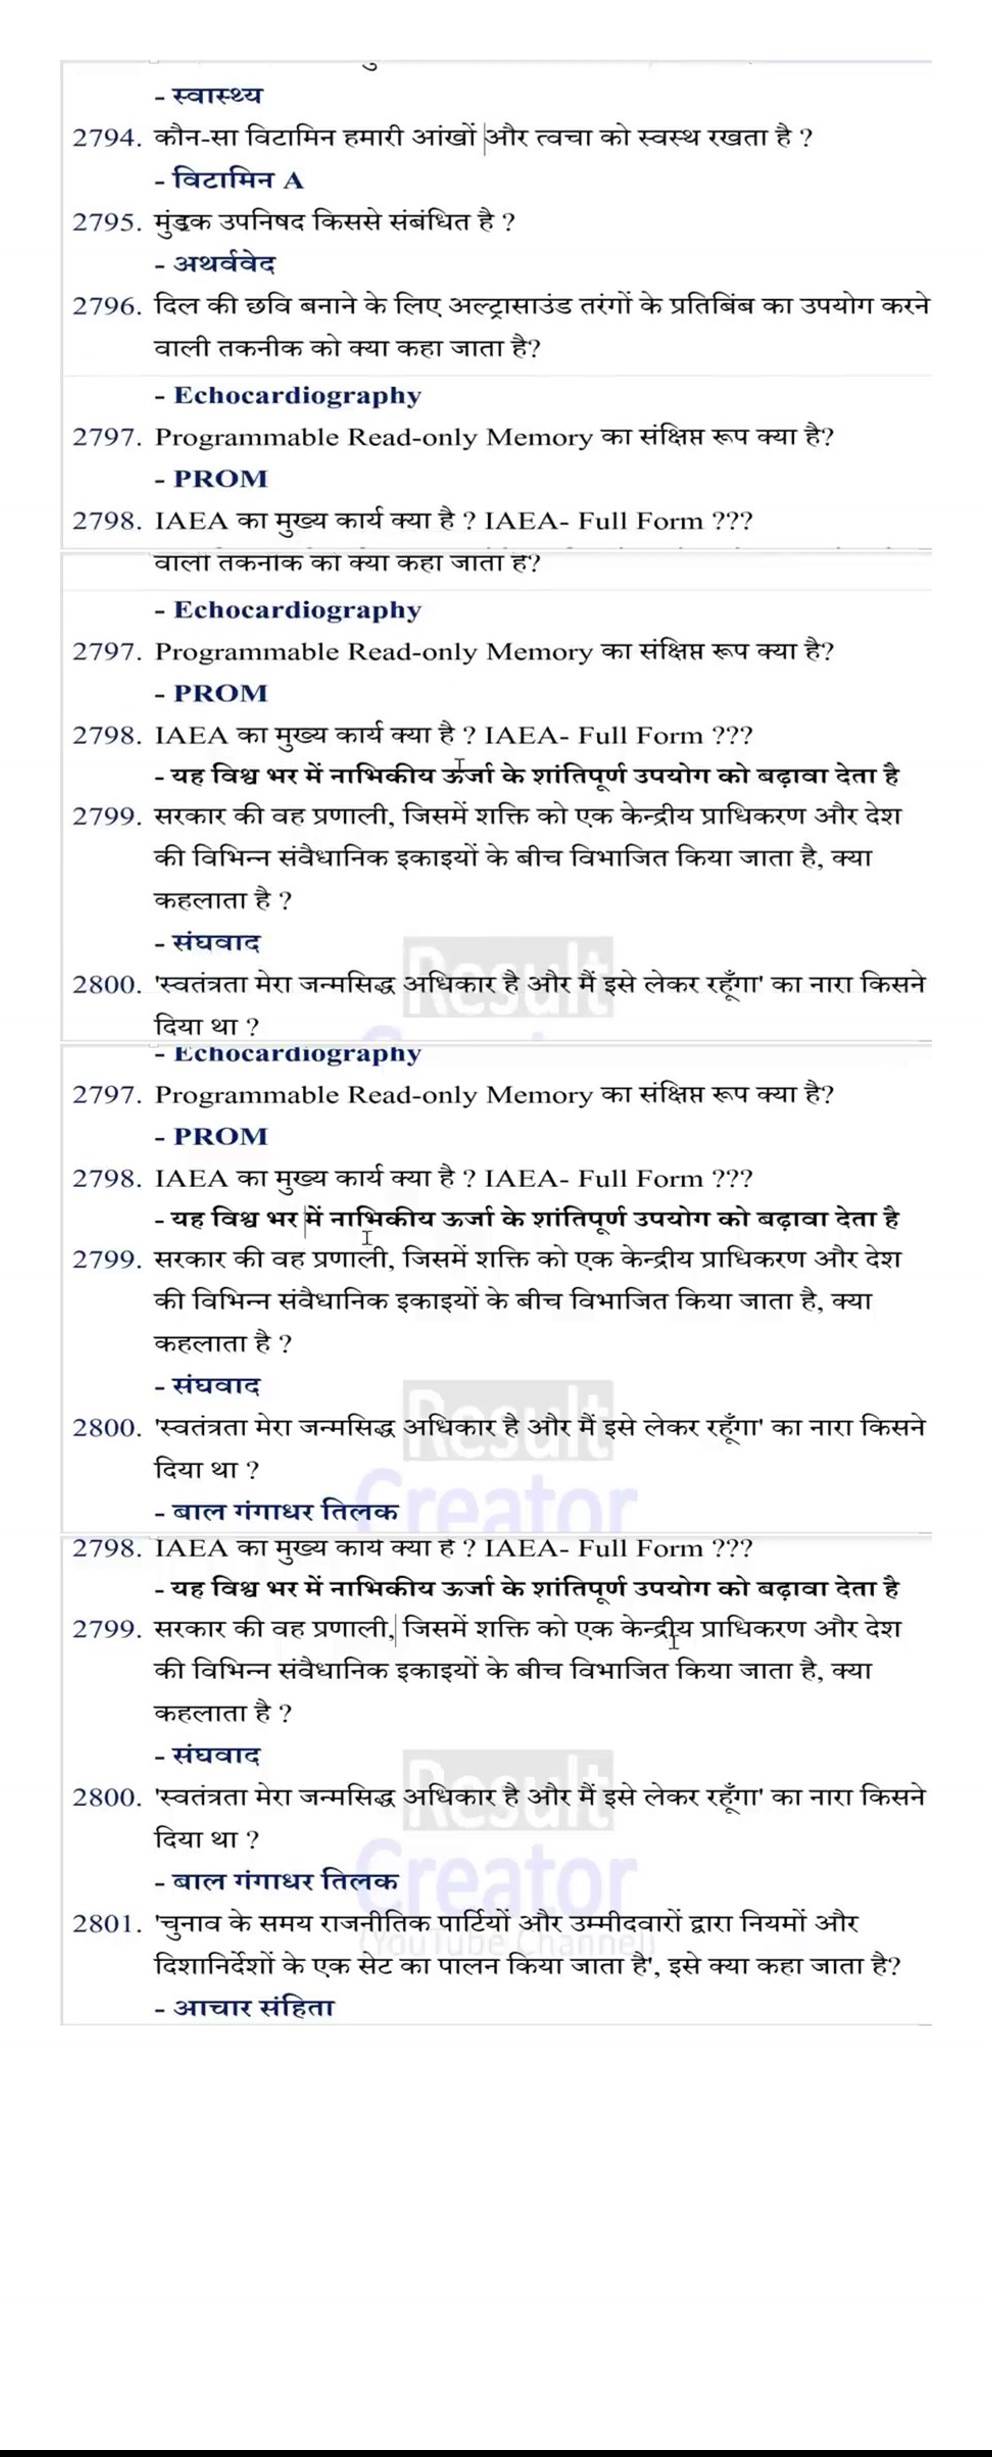 - स्वास्थ्य
2794. कौन-सा विटामिन हमारी आंखों और त्वचा को स्वस्थ रखता है ?
- विटामिन A
2795. मुंडक उपनिषद किससे संबंधित है ?
- अथर्ववेद
2796. दिल की छवि बनाने के लिए अल्ट्रासाउंड तरंगों के प्रतिबिंब का उपयोग करने
वाली तकनीक को क्या कहा जाता है?
- Echocardiography
2797. Programmable Read-only Memory का संक्षिप्त रूप क्या है?
- PROM
2798. IAEA का मुख्य कार्य क्या है ? IAEA- Full Form ???
वाली तकनीक को क्या कहा जाता है?
- Echocardiography
2797. Programmable Read-only Memory का संक्षिप्त रूप क्या है?
- PROM
2798. IAEA का मुख्य कार्य क्या है ? IAEA- Full Form ???
- यह विश्व भर में नाभिकीय ऊर्जा के शांतिपूर्ण उपयोग को बढ़ावा देता है
2799. सरकार की वह प्रणाली, जिसमें शक्ति को एक केन्द्रीय प्राधिकरण और देश
की विभिन्न संवैधानिक इकाइयों के बीच विभाजित किया जाता है, क्या
कहलाता है ?
- संघवाद
Result
2800. 'स्वतंत्रता मेरा जन्मसिद्ध अधिकार है और मैं इसे लेकर रहूँगा' का नारा किसने
दिया था ?
- Echocardiography
2797. Programmable Read-only Memory का संक्षिप्त रूप क्या है?
- PROM
2798. IAEA का मुख्य कार्य क्या है ? IAEA- Full Form ???
- यह विश्व भर में नाभिकीय ऊर्जा के शांतिपूर्ण उपयोग को बढ़ावा देता है
2799. सरकार की वह प्रणाली, जिसमें शक्ति को एक केन्द्रीय प्राधिकरण और देश
की विभिन्न संवैधानिक इकाइयों के बीच विभाजित किया जाता है, क्या
कहलाता है ?
- संघवाद
Result
2800. 'स्वतंत्रता मेरा जन्मसिद्ध अधिकार है और मैं इसे लेकर रहूँगा' का नारा किसने
दिया था ?
Creator
- बाल गंगाधर तिलक
2798. IAEA का मुख्य कार्य क्या है ? IAEA- Full Form ???
- यह विश्व भर में नाभिकीय ऊर्जा के शांतिपूर्ण उपयोग को बढ़ावा देता है
2799. सरकार की वह प्रणाली, जिसमें शक्ति को एक केन्द्रीय प्राधिकरण और देश
की विभिन्न संवैधानिक इकाइयों के बीच विभाजित किया जाता है, क्या
कहलाता है ?
- संघवाद
Result
2800. 'स्वतंत्रता मेरा जन्मसिद्ध अधिकार है और मैं इसे लेकर रहूँगा' का नारा किसने
दिया था ?
Creator
- बाल गंगाधर तिलक
2801. 'चुनाव के समय राजनीतिक पार्टियों और उम्मीदवारों द्वारा नियमों और
(YouTube Channel)
दिशानिर्देशों के एक सेट का पालन किया जाता है', इसे क्या कहा जाता है?
- आचार संहिता